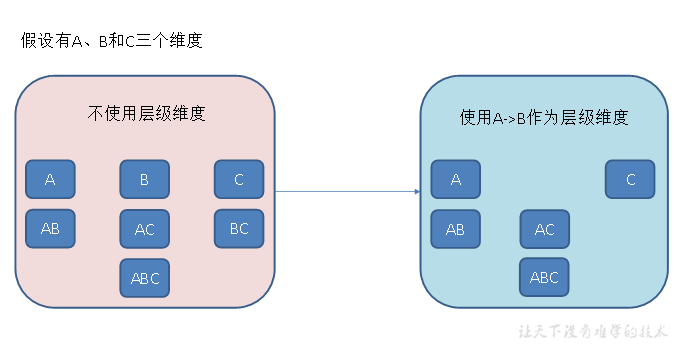 假设有A、B和C三个维度
不使用层级维度
A B C
AB AC BC
ABC
使用A->B作为层级维度
A C
AB AC
ABC
让天下没有难学的技术